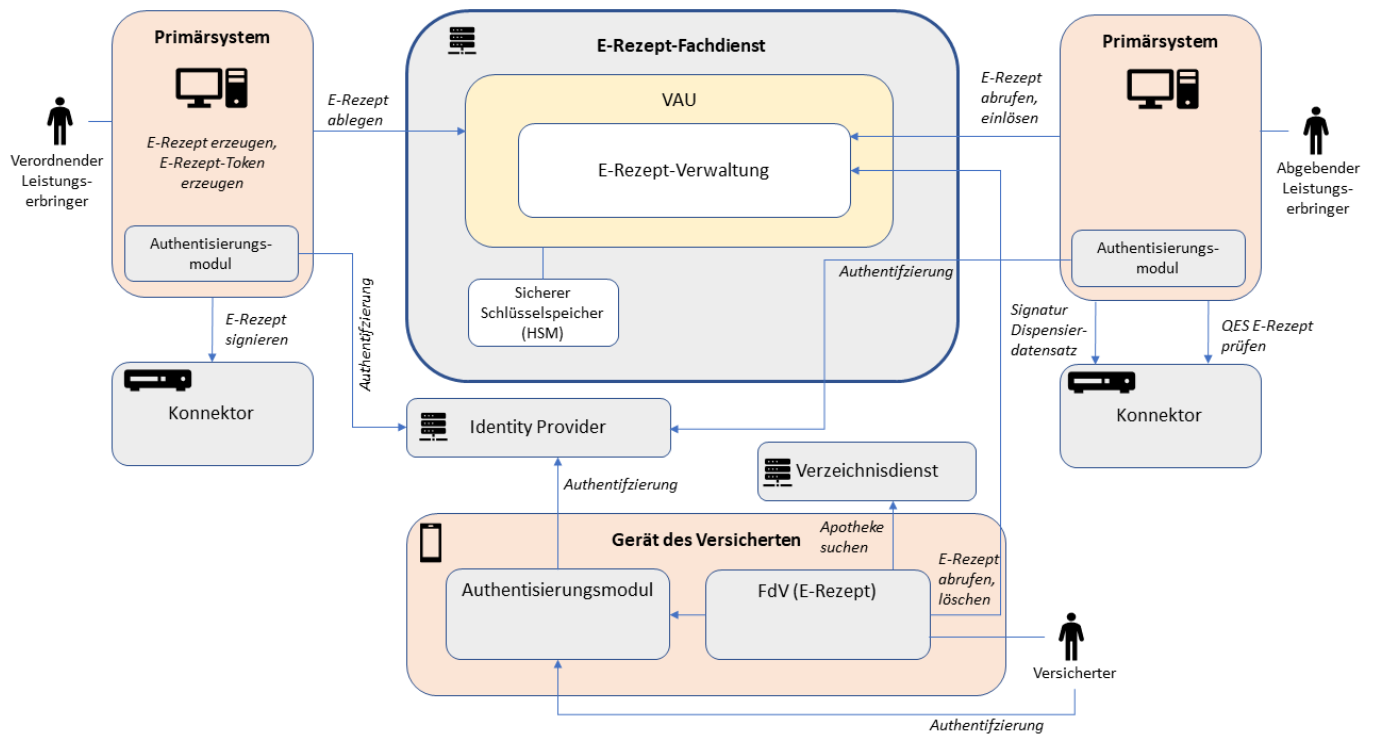 Primärsystem
E-Rezept erzeugen,
E-Rezept-Token
erzeugen
Authentisierungs-
modul
Verordnender
Leistungs-
erbringer
E-Rezept
ablegen
E-Rezept
signieren
Konnektor
Authentifzierung
E-Rezept-Fachdienst
VAU
E-Rezept-Verwaltung
Sicherer
Schlüsselspeicher
(HSM)
E-Rezept
abrufen,
einlösen
Primärsystem
Authentisierungs-
modul
Abgebender
Leistungs-
erbringer
Authentifzierung
Signatur
Dispensier-
datensatz
QES E-Rezept
prüfen
Konnektor
Identity Provider
Authentifzierung
Verzeichnisdienst
Apotheke
suchen
Gerät des Versicherten
Authentisierungsmodul
FdV (E-Rezept)
E-Rezept
abrufen,
löschen
Versicherter
Authentifzierung